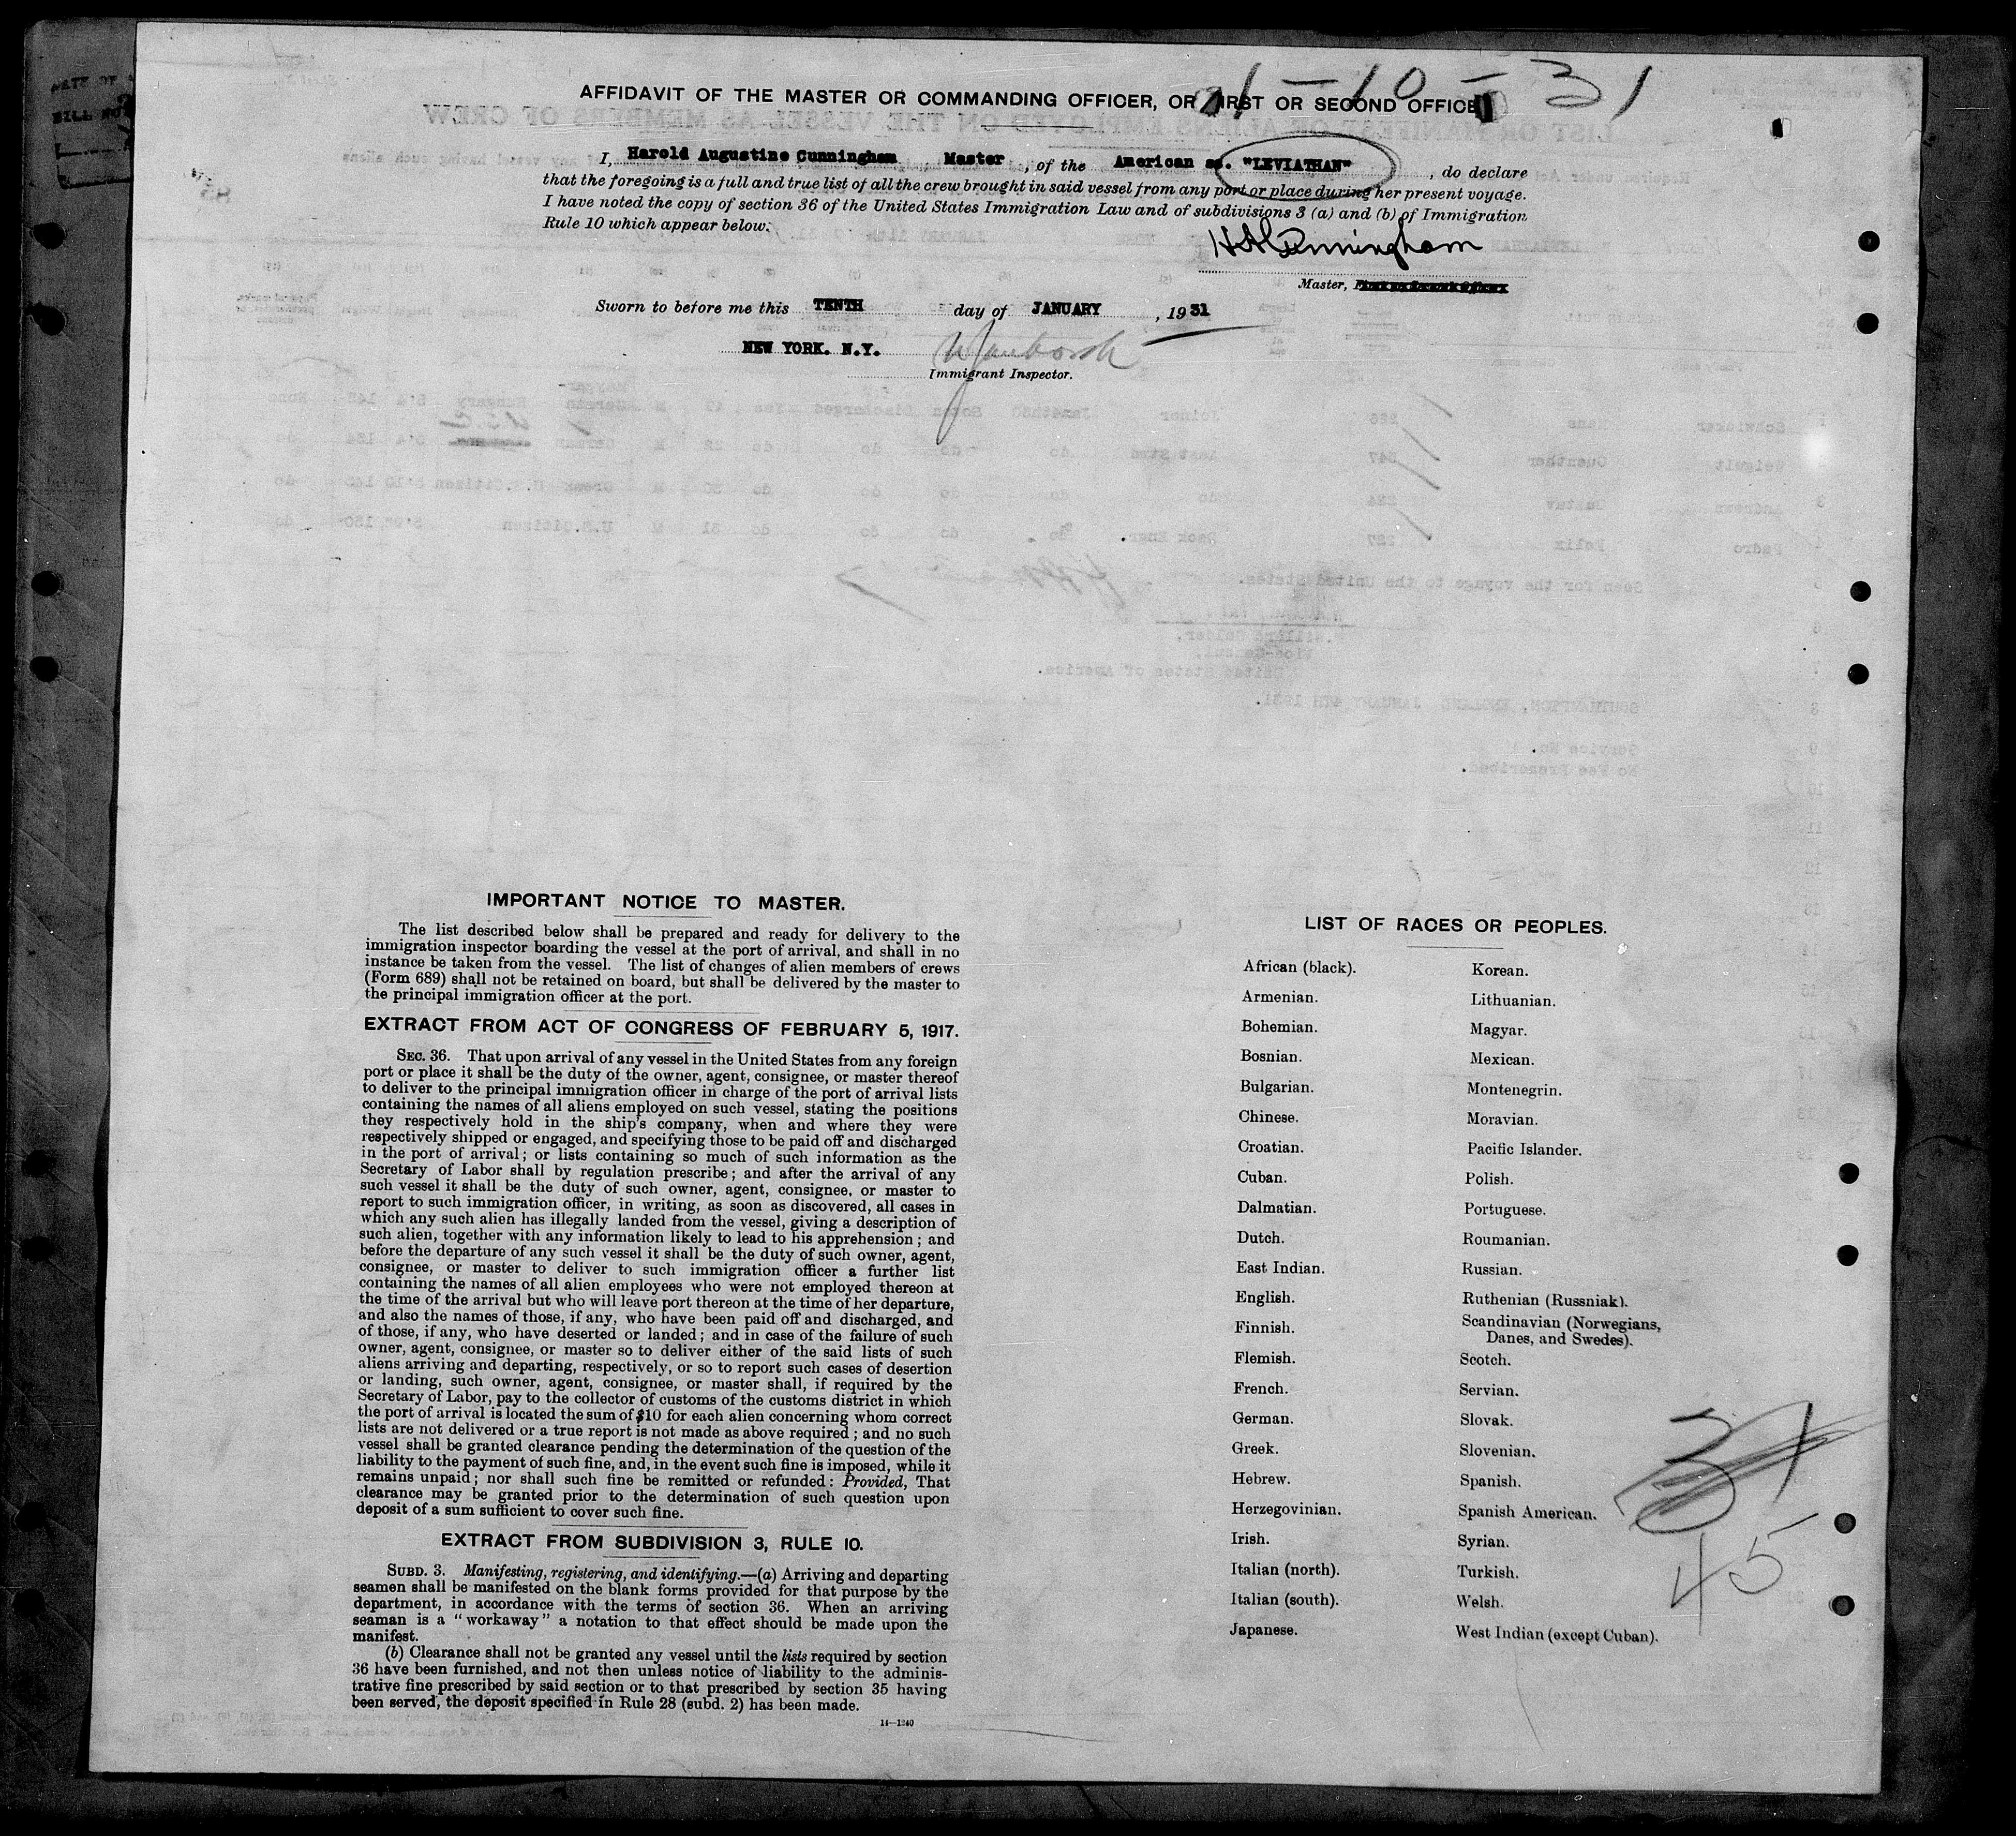 1-10-31
AFFIDAVIT OF THE MASTER OR COMMANDING OFFICER, OR FIRST OR SECOND OFFICER
I, Harold Augustine Cunningham, Master, of the American ss. "LEVIATHAN", do declare
that the foregoing is a full and true list of all the crew brought in said vessel from any port or place during her present voyage.
I have noted the copy of section 36 of the United States Immigration Law and of subdivisions 3 (a) and (b) of Immigration
Rule 10 which appear below.
HACunningham
Master,
Sworn to before me this TENTH day of JANUARY, 1931
NEW YORK. N.Y.
Immigrant Inspector.
IMPORTANT NOTICE TO MASTER.
The list described below shall be prepared and ready for delivery to the
immigration inspector boarding the vessel at the port of arrival, and shall in no
instance be taken from the vessel. The list of changes of alien members of crews
(Form 689) shall not be retained on board, but shall be delivered by the master to
the principal immigration officer at the port.
EXTRACT FROM ACT OF CONGRESS OF FEBRUARY 5, 1917.
SEC. 36. That upon arrival of any vessel in the United States from any foreign
port or place it shall be the duty of the owner, agent, consignee, or master thereof
to deliver to the principal immigration officer in charge of the port of arrival lists
containing the names of all aliens employed on such vessel, stating the positions
they respectively hold in the ship's company, when and where they were
respectively shipped or engaged, and specifying those to be paid off and discharged
in the port of arrival; or lists containing so much of such information as the
Secretary of Labor shall by regulation prescribe; and after the arrival of any
such vessel it shall be the duty of such owner, agent, consignee, or master to
report to such immigration officer, in writing, as soon as discovered, all cases in
which any such alien has illegally landed from the vessel, giving a description of
such alien, together with any information likely to lead to his apprehension; and
before the departure of any such vessel it shall be the duty of such owner, agent,
consignee, or master to deliver to such immigration officer a further list
containing the names of all alien employees who were not employed thereon at
the time of the arrival but who will leave port thereon at the time of her departure,
and also the names of those, if any, who have been paid off and discharged, and
of those, if any, who have deserted or landed; and in case of the failure of such
owner, agent, consignee, or master so to deliver either of the said lists of such
aliens arriving and departing, respectively, or so to report such cases of desertion
or landing, such owner, agent, consignee, or master shall, if required by the
Secretary of Labor, pay to the collector of customs of the customs district in which
the port of arrival is located the sum of $10 for each alien concerning whom correct
lists are not delivered or a true report is not made as above required; and no such
vessel shall be granted clearance pending the determination of the question of the
liability to the payment of such fine, and, in the event such fine is imposed, while it
remains unpaid; nor shall such fine be remitted or refunded: Provided, That
clearance may be granted prior to the determination of such question upon
deposit of a sum sufficient to cover such fine.
EXTRACT FROM SUBDIVISION 3, RULE 10.
SUBD. 3. Manifesting, registering, and identifying.—(a) Arriving and departing
seamen shall be manifested on the blank forms provided for that purpose by the
department, in accordance with the terms of section 36. When an arriving
seaman is a "workaway" a notation to that effect should be made upon the
manifest.
(b) Clearance shall not be granted any vessel until the lists required by section
36 have been furnished, and not then unless notice of liability to the adminis-
trative fine prescribed by said section or to that prescribed by section 35 having
been served, the deposit specified in Rule 28 (subd. 2) has been made.
14—1240
LIST OF RACES OR PEOPLES.
African (black).
Armenian.
Bohemian.
Bosnian.
Bulgarian.
Chinese.
Croatian.
Cuban.
Dalmatian.
Dutch.
East Indian.
English.
Finnish.
Flemish.
French.
German.
Greek.
Hebrew.
Herzegovinian.
Irish.
Italian (north).
Italian (south).
Japanese.
Korean.
Lithuanian.
Magyar.
Mexican.
Montenegrin.
Moravian.
Pacific Islander.
Polish.
Portuguese.
Roumanian.
Russian.
Ruthenian (Russniak).
Scandinavian (Norwegians,
Danes, and Swedes).
Scotch.
Servian.
Slovak.
Slovenian.
Spanish.
Spanish American.
Syrian.
Turkish.
Welsh.
West Indian (except Cuban).
31
45